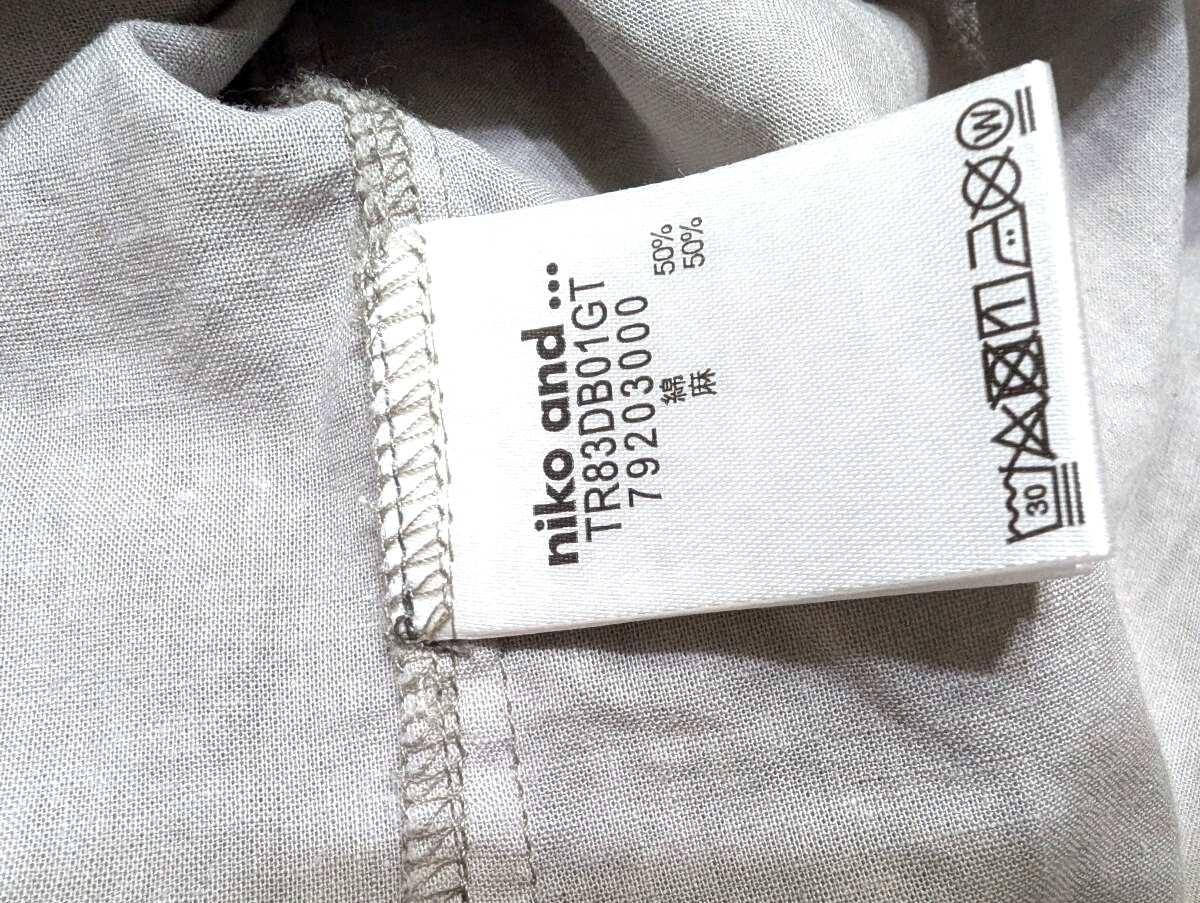 niko and ...
TR83DB01GT
79203000
綿 50%
麻 50%
30
W